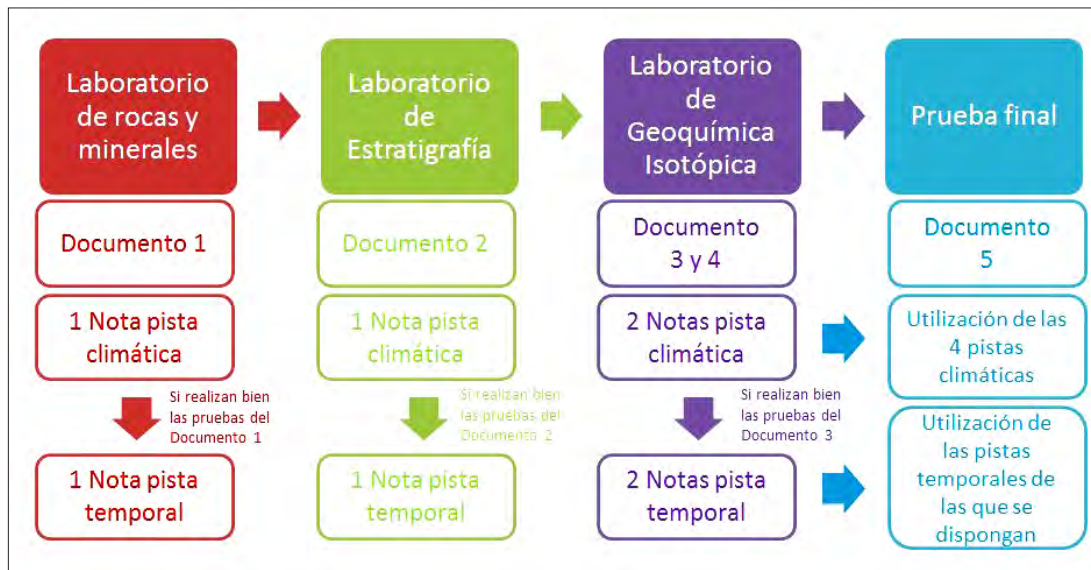 Laboratorio
de rocas y
minerales
Documento 1
1 Nota pista
climática
Si realizan bien
las pruebas del
Documento 1
1 Nota pista
temporal
Laboratorio
de
Estratigrafía
Documento 2
1 Nota pista
climática
Si realizan bien
las pruebas del
Documento 2
1 Nota pista
temporal
Laboratorio
de
Geoquímica
Isotópica
Documento
3 y 4
2 Notas pista
climática
Si realizan bien
las pruebas del
Documento 3
2 Notas pista
temporal
Prueba final
Documento
5
Utilización de las
4 pistas
climáticas
Utilización de
las pistas
temporales de
las que se
dispongan